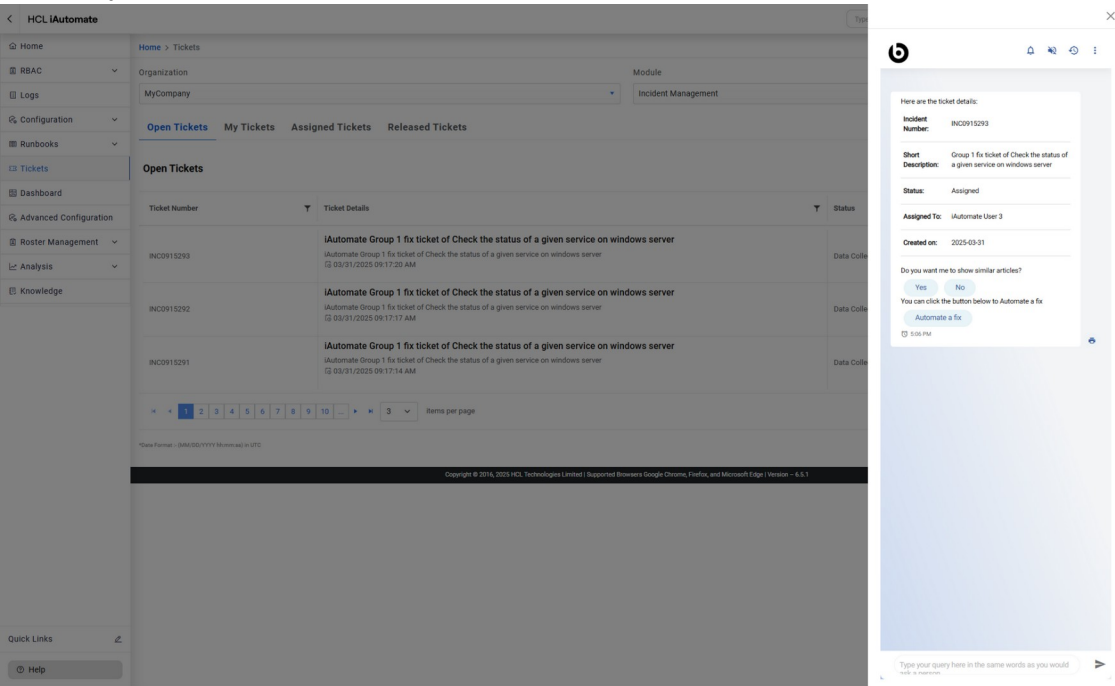 HCL iAutomate
Type
Home
RBAC
Logs
Configuration
Runbooks
Tickets
Dashboard
Advanced Configuration
Roster Management
Analysis
Knowledge
Quick Links
Help
Home > Tickets
Organization
Module
MyCompany
Incident Management
Open Tickets My Tickets Assigned Tickets Released Tickets
Open Tickets
Ticket Number Ticket Details Status
iAutomate Group 1 fix ticket of Check the status of a given service on windows server
INC0915293 iAutomate Group 1 fix ticket of Check the status of a given service on windows server Data Colle
03/31/2025 09:17:20 AM
iAutomate Group 1 fix ticket of Check the status of a given service on windows server
INC0915292 iAutomate Group 1 fix ticket of Check the status of a given service on windows server Data Colle
03/31/2025 09:17:17 AM
iAutomate Group 1 fix ticket of Check the status of a given service on windows server
INC0915291 iAutomate Group 1 fix ticket of Check the status of a given service on windows server Data Colle
03/31/2025 09:17:14 AM
1 2 3 4 5 6 7 8 9 10 ... 3 Items per page
Copyright © 2016, 2025 HCL Technologies Limited | Supported Browsers Google Chrome, Firefox, and Microsoft Edge | Version – 6.5.1
b
Here are the ticket details:
Incident Number: INC0915293
Short Description: Group 1 fix ticket of Check the status of a given service on windows server
Status: Assigned
Assigned To: iAutomate User 3
Created on: 2025-03-31
Do you want me to show similar articles?
Yes No
You can click the button below to Automate a fix
Automate a fix
5:06 PM
Type your query here in the same words as you would
ask a person